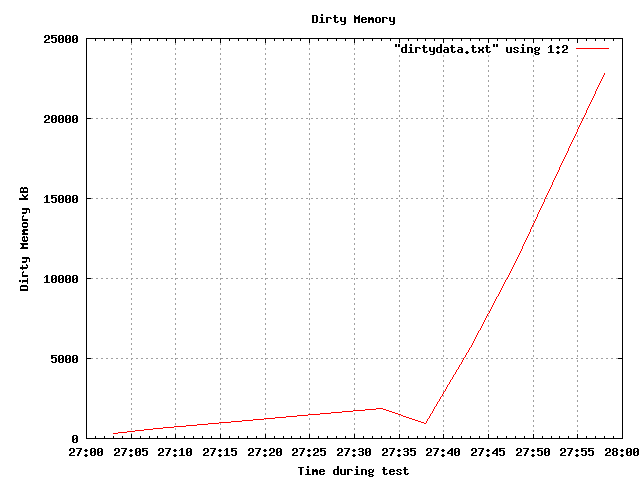 Dirty Memory
"dirtydata.txt" using 1:2
25000
20000
15000
10000
5000
0
Dirty Memory kB
27:00 27:05 27:10 27:15 27:20 27:25 27:30 27:35 27:40 27:45 27:50 27:55 28:00
Time during test